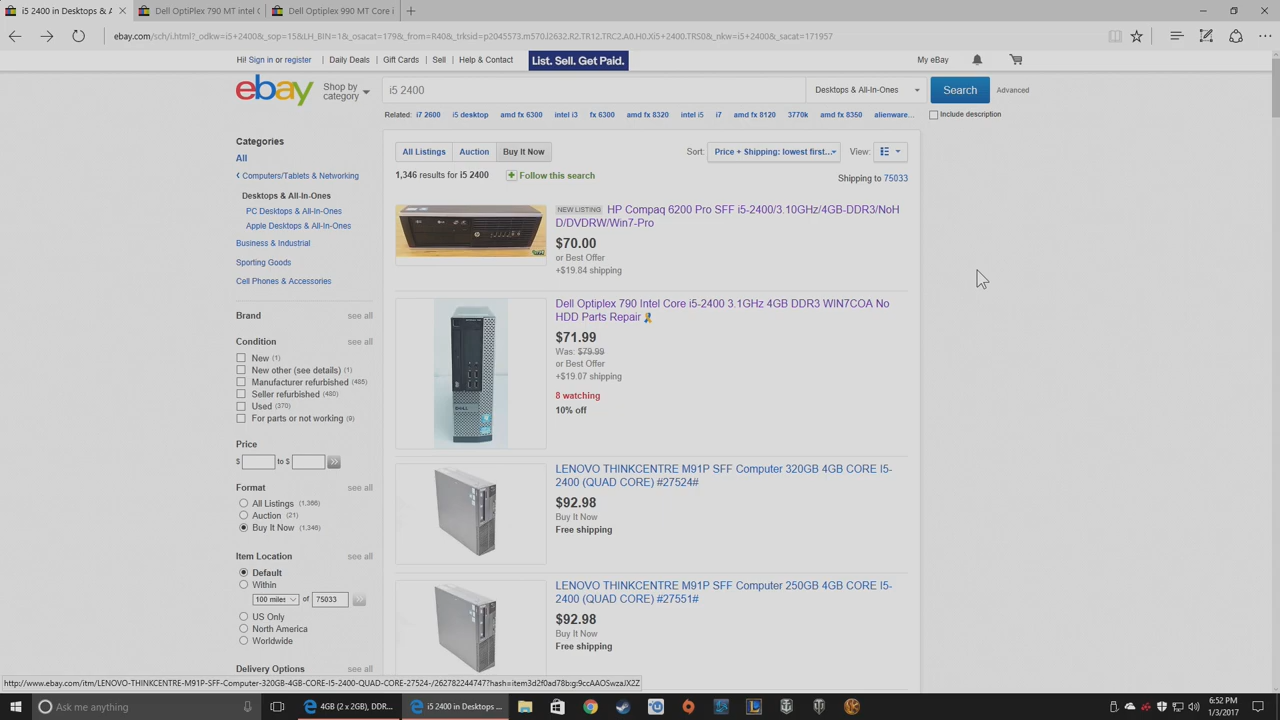 i5 2400 in Desktops & A
Dell OptiPlex 790 MT intel C
Dell Optiplex 990 MT Core i
ebay.com/sch/i.html?_odkw=i5+2400&_sop=15&LH_BIN=1&_osacat=179&_from=R40&_trksid=p2045573.m570.l2632.R2.TR12.TRC2.A0.H0.Xi5+2400.TRS0&_nkw=i5+2400&_sacat=171957
Hi! Sign in or register
Daily Deals
Gift Cards
Sell
Help & Contact
List. Sell. Get Paid.
My eBay
ebay
Shop by category
i5 2400
Desktops & All-In-Ones
Search
Advanced
Related: i7 2600 i5 desktop amd fx 6300 intel i3 fx 6300 amd fx 8320 intel i5 i7 amd fx 8120 3770k amd fx 8350 alienware...
Include description
Categories
All
Computers/Tablets & Networking
Desktops & All-In-Ones
PC Desktops & All-In-Ones
Apple Desktops & All-In-Ones
Business & Industrial
Sporting Goods
Cell Phones & Accessories
Brand see all
Condition see all
New (1)
New other (see details) (1)
Manufacturer refurbished (485)
Seller refurbished (480)
Used (370)
For parts or not working (9)
Price
$ to $
Format see all
All Listings (1,366)
Auction (21)
Buy It Now (1,346)
Item Location see all
Default
Within
100 miles of 75033
US Only
North America
Worldwide
Delivery Options see all
All Listings Auction Buy It Now
Sort: Price + Shipping: lowest first... View:
1,346 results for i5 2400
Follow this search
Shipping to 75033
NEW LISTING HP Compaq 6200 Pro SFF i5-2400/3.10GHz/4GB-DDR3/NoH
D/DVDRW/Win7-Pro
$70.00
or Best Offer
+$19.84 shipping
Dell Optiplex 790 Intel Core i5-2400 3.1GHz 4GB DDR3 WIN7COA No
HDD Parts Repair
$71.99
Was: $79.99
or Best Offer
+$19.07 shipping
8 watching
10% off
LENOVO THINKCENTRE M91P SFF Computer 320GB 4GB CORE I5-
2400 (QUAD CORE) #27524#
$92.98
Buy It Now
Free shipping
LENOVO THINKCENTRE M91P SFF Computer 250GB 4GB CORE I5-
2400 (QUAD CORE) #27551#
$92.98
Buy It Now
Free shipping
http://www.ebay.com/itm/LENOVO-THINKCENTRE-M91P-SFF-Computer-320GB-4GB-CORE-I5-2400-QUAD-CORE-27524-/262782244747?hash=item3d2f0ad78b:g:9ccAAOSwzaJX2Z
Ask me anything
4GB (2 x 2GB), DDR...
i5 2400 in Desktops ...
6:52 PM
1/3/2017